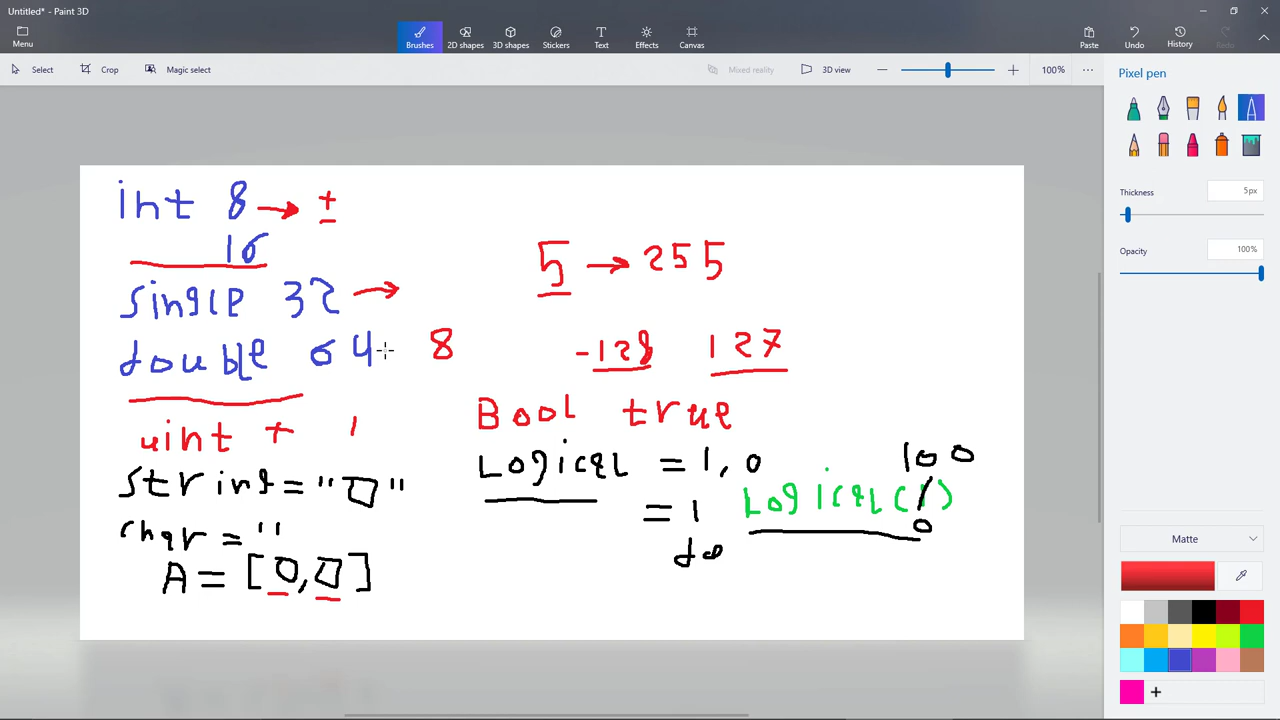 Untitled* - Paint 3D
Menu
Brushes 2D shapes 3D shapes Stickers Text Effects Canvas Paste Undo History Redo
Select Crop Magic select Mixed reality 3D view 100%
Pixel pen
Thickness 5px
Opacity 100%
Matte
int 8 → ±
16
single 32 →
double 64 8
uint + 1
string = "□"
char = ''
A = [□,□]
5 → 255
-128 127
Bool true
Logical = 1, 0
= 1
100
Logical( )
0